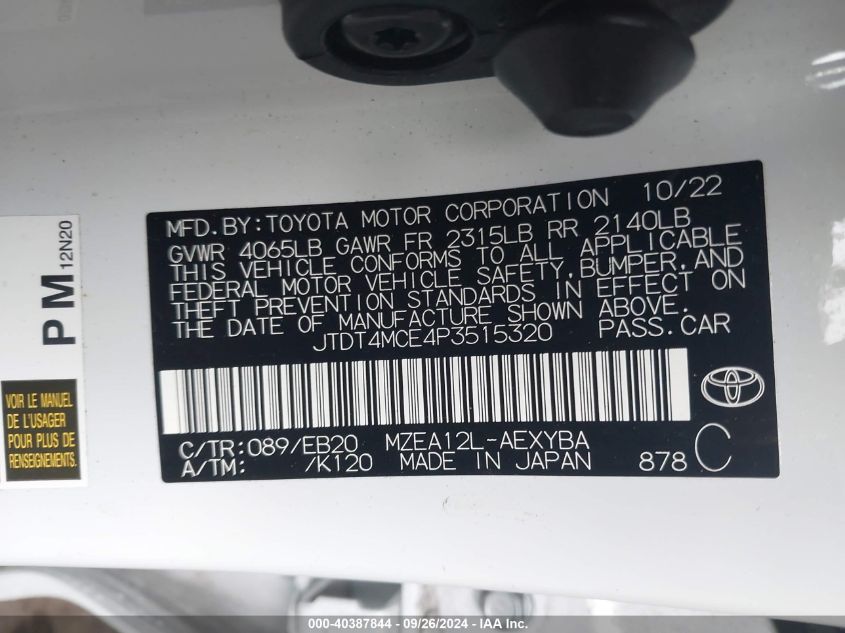 MFD.BY:TOYOTA MOTOR CORPORATION 10/22
GVWR 4065LB GAWR FR 2315LB RR 2140LB
THIS VEHICLE CONFORMS TO ALL APPLICABLE
FEDERAL MOTOR VEHICLE SAFETY,BUMPER,AND
THEFT PREVENTION STANDARDS IN EFFECT ON
THE DATE OF MANUFACTURE SHOWN ABOVE.
JTDT4MCE4P3515320 PASS.CAR
C/TR:089/EB20 MZEA12L-AEXYBA
A/TM: /K120 MADE IN JAPAN 878 C
PM
12N20
VOIR LE MANUEL
DE L'USAGER
POUR PLUS DE
RENSEIGNEMENTS.
000-40387844 - 09/26/2024 - IAAI.com